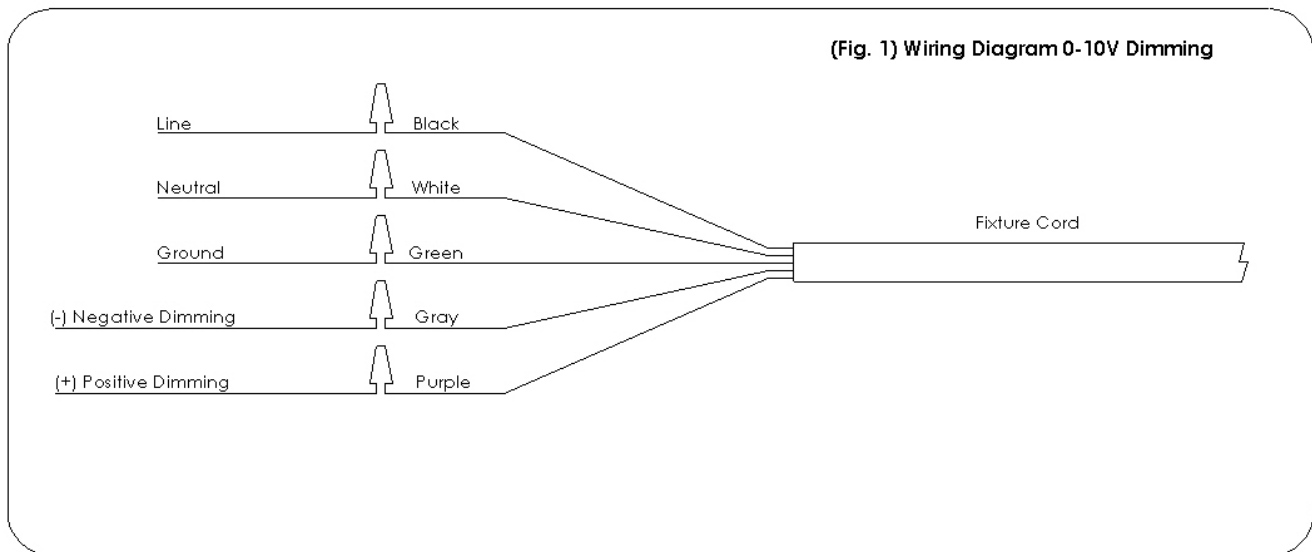 (Fig. 1) Wiring Diagram 0-10V Dimming
Line Black
Neutral White
Fixture Cord
Ground Green
(-) Negative Dimming Gray
(+) Positive Dimming Purple